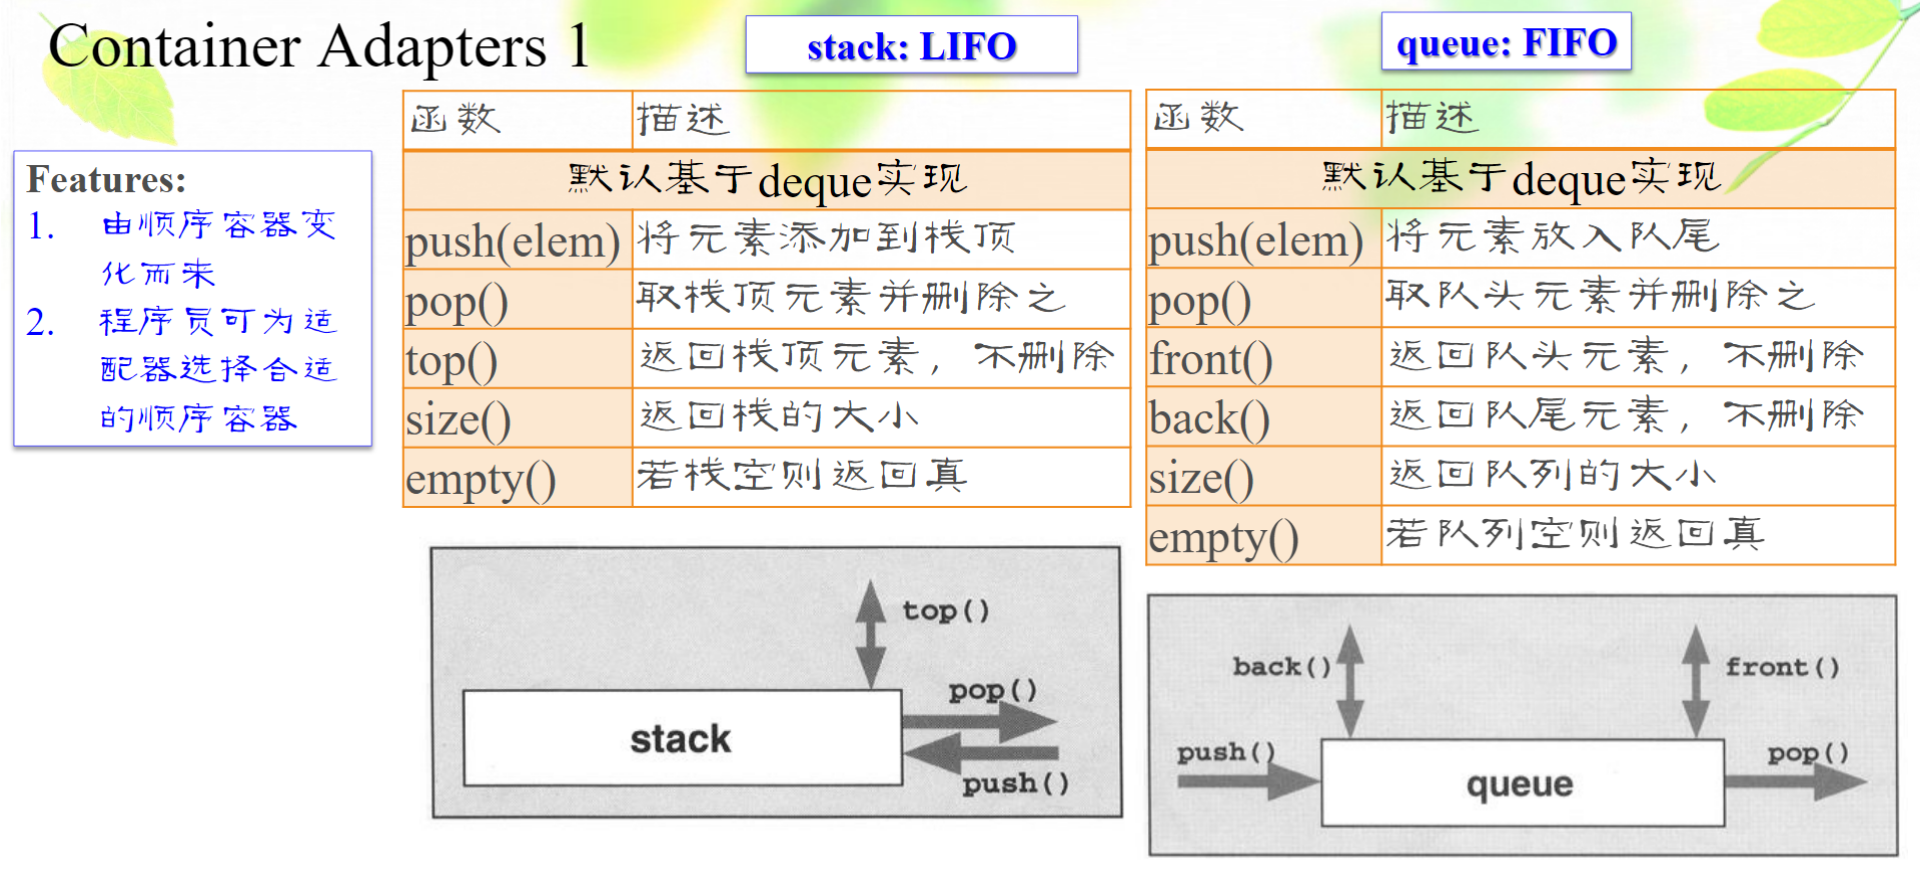 Container Adapters 1
stack: LIFO
queue: FIFO
Features:
1. 由顺序容器变
化而来
2. 程序员可为适
配器选择合适
的顺序容器
函数 描述
默认基于deque实现
push(elem) 将元素添加到栈顶
pop() 取栈顶元素并删除之
top() 返回栈顶元素，不删除
size() 返回栈的大小
empty() 若栈空则返回真
函数 描述
默认基于deque实现
push(elem) 将元素放入队尾
pop() 取队头元素并删除之
front() 返回队头元素，不删除
back() 返回队尾元素，不删除
size() 返回队列的大小
empty() 若队列空则返回真
top()
pop()
stack
push()
back()
front()
push()
pop()
queue